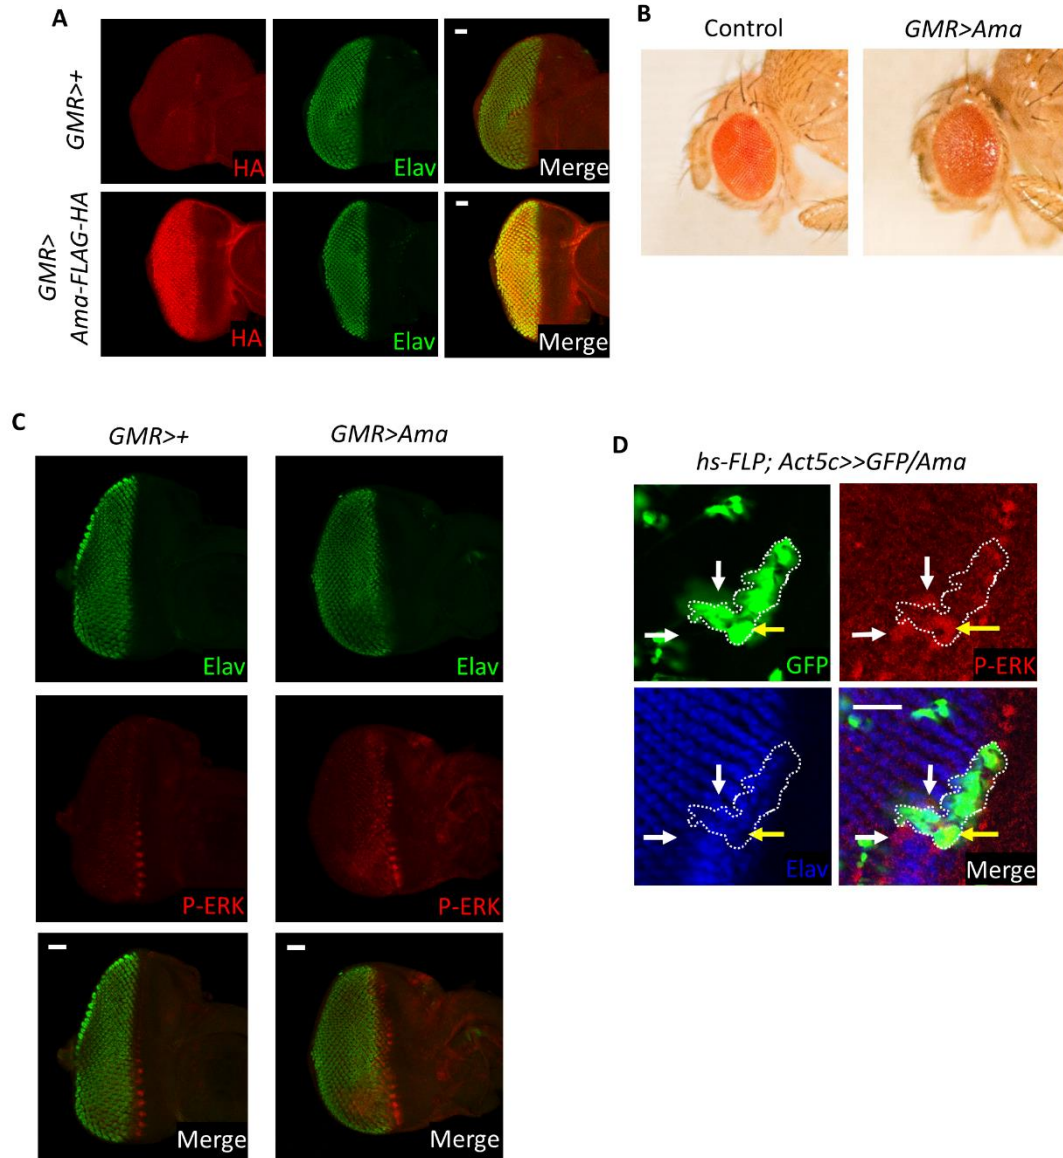 A
GMR>+
HA
Elav
Merge
GMR>
Ama-FLAG-HA
HA
Elav
Merge
B
Control
GMR>Ama
C
GMR>+
GMR>Ama
Elav
Elav
P-ERK
P-ERK
Merge
Merge
D
hs-FLP; Act5c>>GFP/Ama
GFP
P-ERK
Elav
Merge